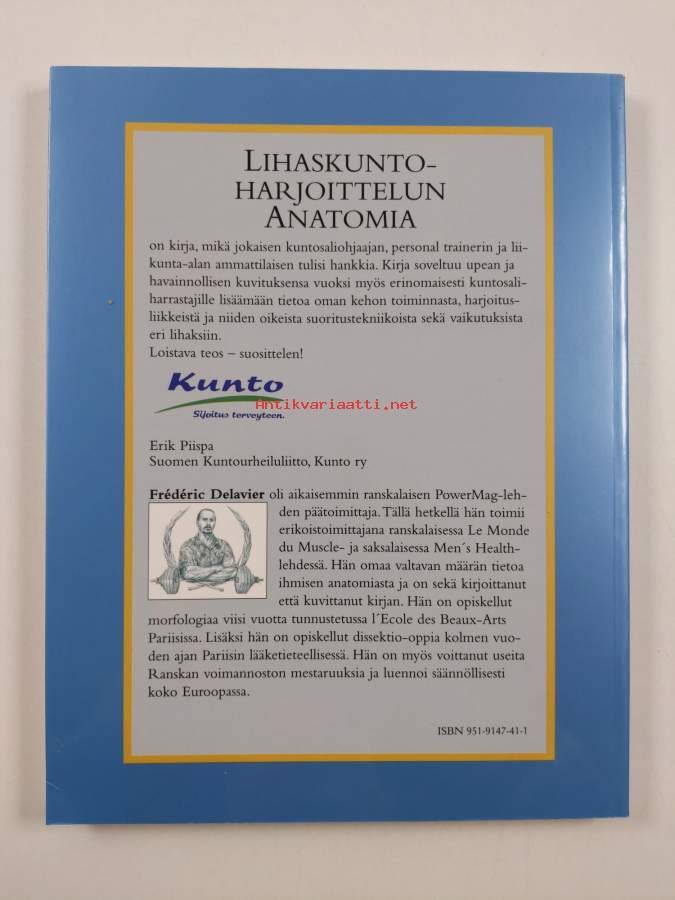 LIHASKUNTO-
HARJOITTELUN
ANATOMIA
on kirja, mikä jokaisen kuntosaliohjaajan, personal trainerin ja lii-
kunta-alan ammattilaisen tulisi hankkia. Kirja soveltuu upean ja
havainnollisen kuvituksensa vuoksi myös erinomaisesti kuntosali-
harrastajille lisäämään tietoa oman kehon toiminnasta, harjoitus-
liikkeistä ja niiden oikeista suoritustekniikoista sekä vaikutuksista
eri lihaksiin.
Loistava teos – suosittelen!
Kunto
Antikvariaatti.net
Sijoitus terveyteen.
Erik Piispa
Suomen Kuntourheiluliitto, Kunto ry
Frédéric Delavier oli aikaisemmin ranskalaisen PowerMag-leh-
den päätoimittaja. Tällä hetkellä hän toimii
erikoistoimittajana ranskalaisessa Le Monde
du Muscle- ja saksalaisessa Men´s Health-
lehdessä. Hän omaa valtavan määrän tietoa
ihmisen anatomiasta ja on sekä kirjoittanut
että kuvittanut kirjan. Hän on opiskellut
morfologiaa viisi vuotta tunnustetussa l´Ecole des Beaux-Arts
Pariisissa. Lisäksi hän on opiskellut dissektio-oppia kolmen vuo-
den ajan Pariisin lääketieteellisessä. Hän on myös voittanut useita
Ranskan voimannoston mestaruuksia ja luennoi säännöllisesti
koko Euroopassa.
ISBN 951-9147-41-1